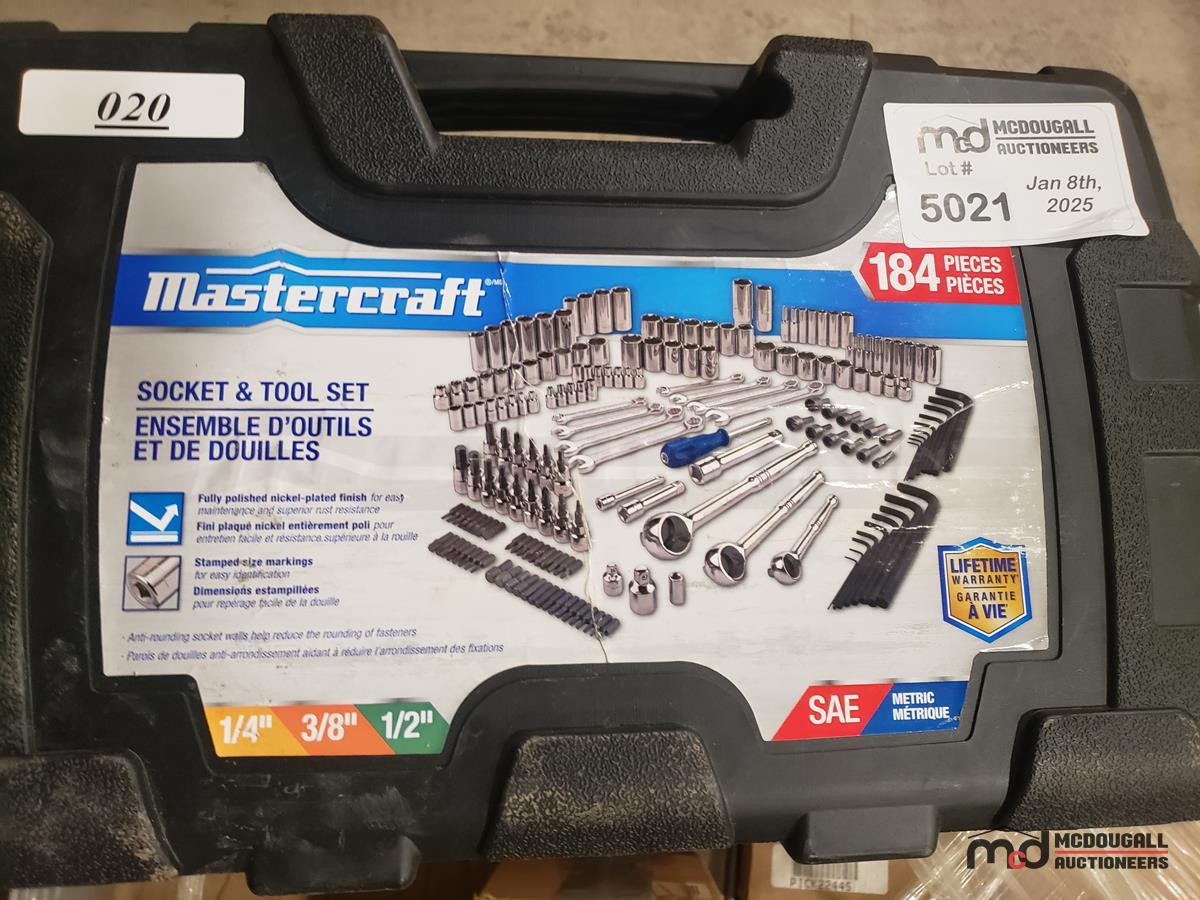 020
mcd MCDOUGALL
AUCTIONEERS
Lot #
5021
Jan 8th,
2025
Mastercraft®/MD
184 PIECES
PIÈCES
SOCKET & TOOL SET
ENSEMBLE D'OUTILS
ET DE DOUILLES
Fully polished nickel-plated finish for easy
maintenance and superior rust resistance
Fini plaqué nickel entièrement poli pour
entretien facile et résistance supérieure à la rouille
Stamped size markings
for easy identification
Dimensions estampillées
pour repérage facile de la douille
· Anti-rounding socket walls help reduce the rounding of fasteners
· Parois de douilles anti-arrondissement aidant à réduire l'arrondissement des fixations
LIFETIME
WARRANTY
GARANTIE
À VIE
1/4" 3/8" 1/2"
SAE
METRIC
MÉTRIQUE
mcd MCDOUGALL
AUCTIONEERS
PICK22445